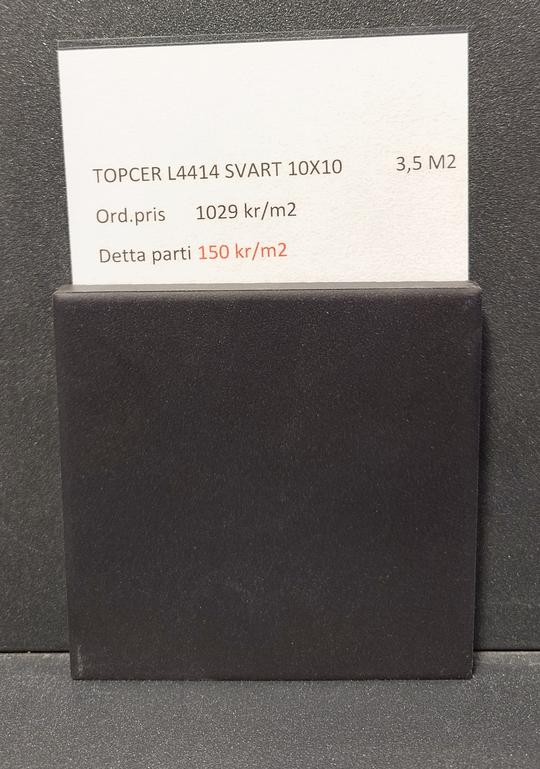 TOPCER L4414 SVART 10X10 3,5 M2
Ord.pris 1029 kr/m2
Detta parti 150 kr/m2